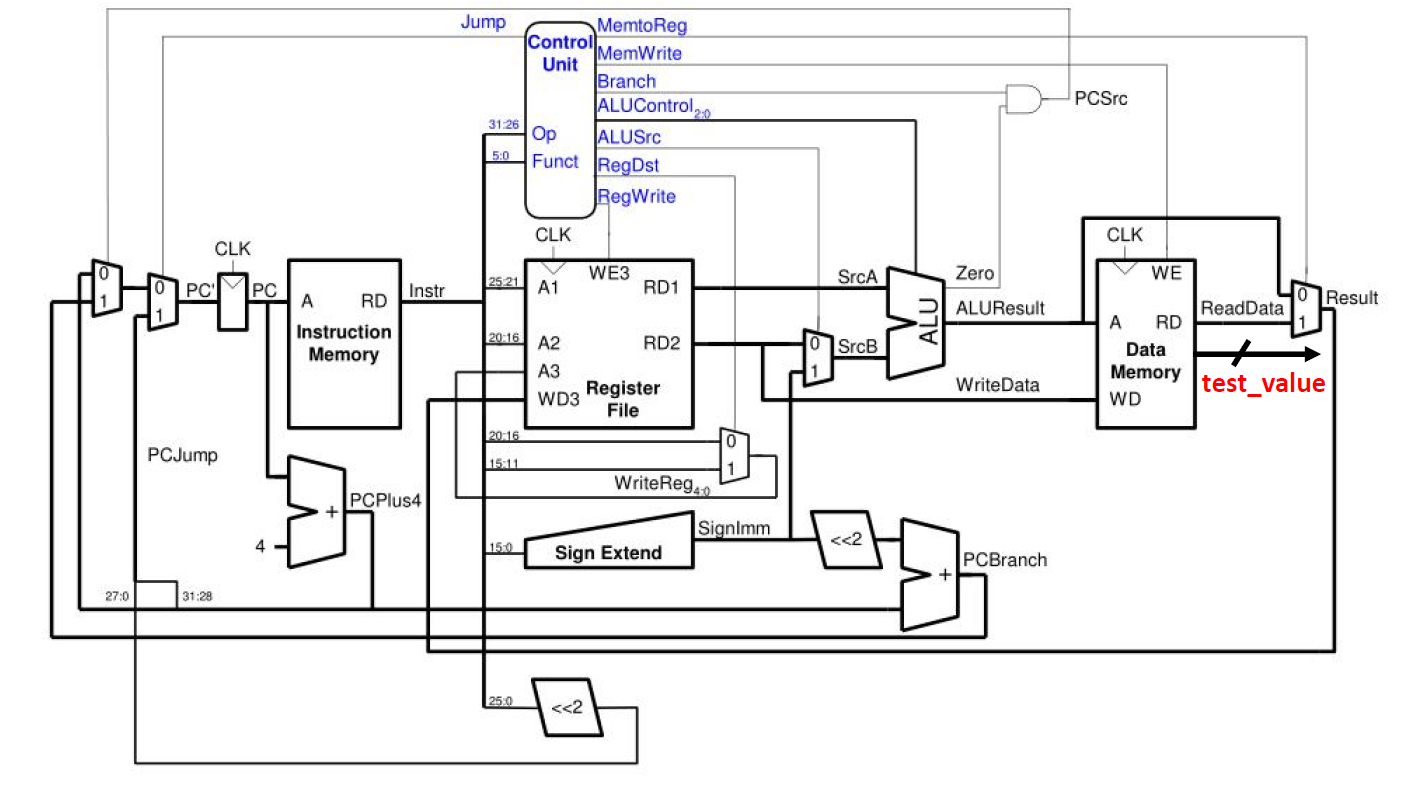 Jump
MemtoReg
Control
Unit
MemWrite
Branch
ALUControl2:0
PCSrc
31:26
Op
ALUSrc
5:0
Funct
RegDst
RegWrite
CLK
CLK
CLK
0
1
0
1
PC'
PC
A
RD
Instruction
Memory
Instr
25:21
A1
WE3
RD1
20:16
A2
RD2
A3
WD3
Register
File
SrcA
0
1
SrcB
ALU
Zero
ALUResult
WriteData
WE
A
RD
Data
Memory
WD
ReadData
0
1
Result
test_value
20:16
0
15:11
1
WriteReg4:0
PCJump
PCPlus4
+
4
15:0
Sign Extend
SignImm
<<2
+
PCBranch
27:0
31:28
25:0
<<2